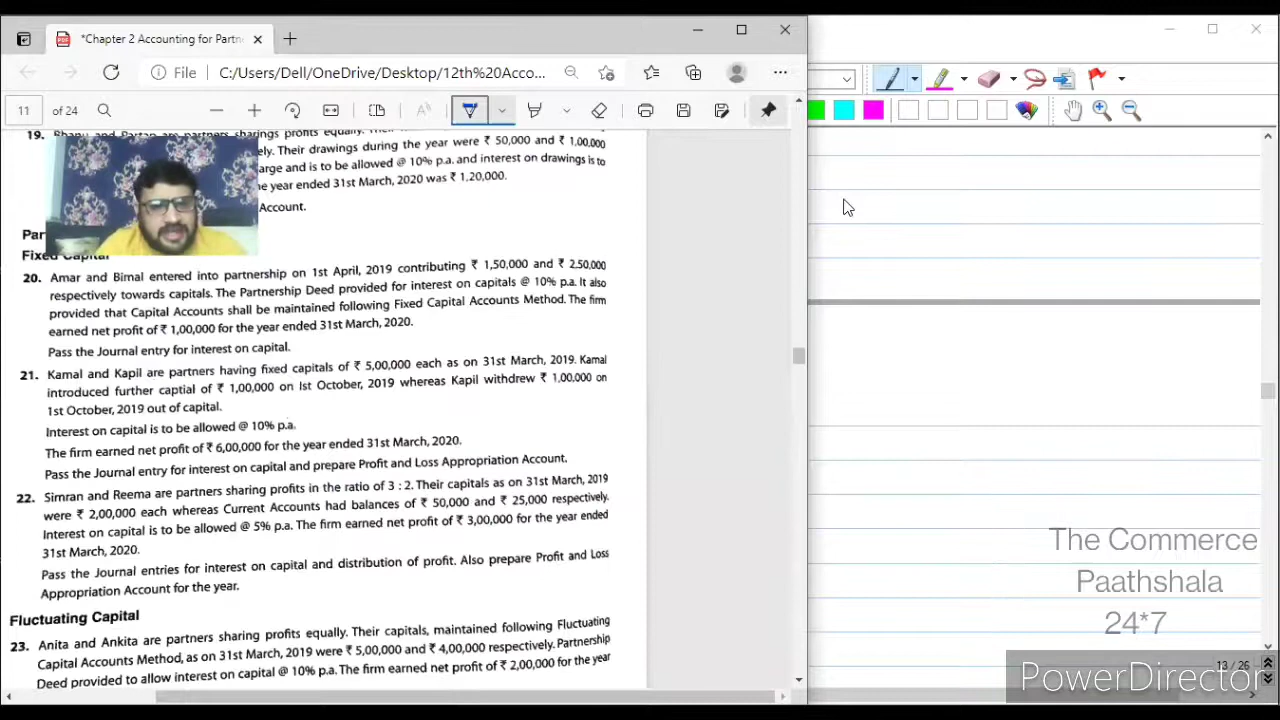 *Chapter 2 Accounting for Partn
File C:/Users/Dell/OneDrive/Desktop/12th%20Acco...
11 of 24
19. Bhanu and Partap are partners sharings profits equally. Their
ely. Their drawings during the year were ₹ 50,000 and ₹ 1,00,000
arge and is to be allowed @ 10% p.a. and interest on drawings is to
he year ended 31st March, 2020 was ₹ 1,20,000.
Account.
Par
Fixed Capital
20. Amar and Bimal entered into partnership on 1st April, 2019 contributing ₹ 1,50,000 and ₹ 2,50,000
respectively towards capitals. The Partnership Deed provided for interest on capitals @ 10% p.a. It also
provided that Capital Accounts shall be maintained following Fixed Capital Accounts Method. The firm
earned net profit of ₹ 1,00,000 for the year ended 31st March, 2020.
Pass the Journal entry for interest on capital.
21. Kamal and Kapil are partners having fixed capitals of ₹ 5,00,000 each as on 31st March, 2019. Kamal
introduced further captial of ₹ 1,00,000 on Ist October, 2019 whereas Kapil withdrew ₹ 1,00,000 on
1st October, 2019 out of capital.
Interest on capital is to be allowed @ 10% p.a.
The firm earned net profit of ₹ 6,00,000 for the year ended 31st March, 2020.
Pass the Journal entry for interest on capital and prepare Profit and Loss Appropriation Account.
22. Simran and Reema are partners sharing profits in the ratio of 3 : 2. Their capitals as on 31st March, 2019
were ₹ 2,00,000 each whereas Current Accounts had balances of ₹ 50,000 and ₹ 25,000 respectively.
Interest on capital is to be allowed @ 5% p.a. The firm earned net profit of ₹ 3,00,000 for the year ended
31st March, 2020.
Pass the Journal entries for interest on capital and distribution of profit. Also prepare Profit and Loss
Appropriation Account for the year.
Fluctuating Capital
23. Anita and Ankita are partners sharing profits equally. Their capitals, maintained following Fluctuating
Capital Accounts Method, as on 31st March, 2019 were ₹ 5,00,000 and ₹ 4,00,000 respectively. Partnership
Deed provided to allow interest on capital @ 10% p.a. The firm earned net profit of ₹ 2,00,000 for the year
The Commerce
Paathshala
24*7
13 / 26
PowerDirector